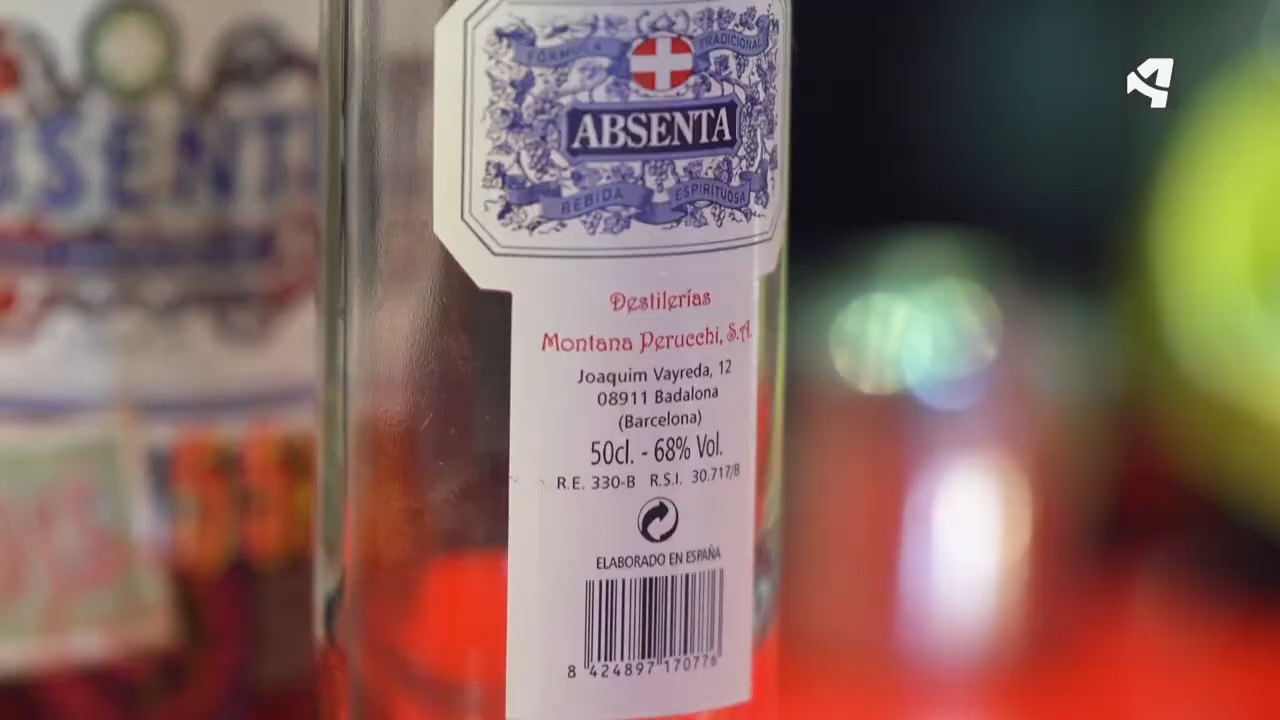 FÓRMULA TRADICIONAL
ABSENTA
BEBIDA ESPIRITUOSA
Destilerías
Montana Perucchi, S.A.
Joaquim Vayreda, 12
08911 Badalona
(Barcelona)
50cl. - 68% Vol.
R.E. 330-B R.S.I. 30.717/B
ELABORADO EN ESPAÑA
8 424897 170776